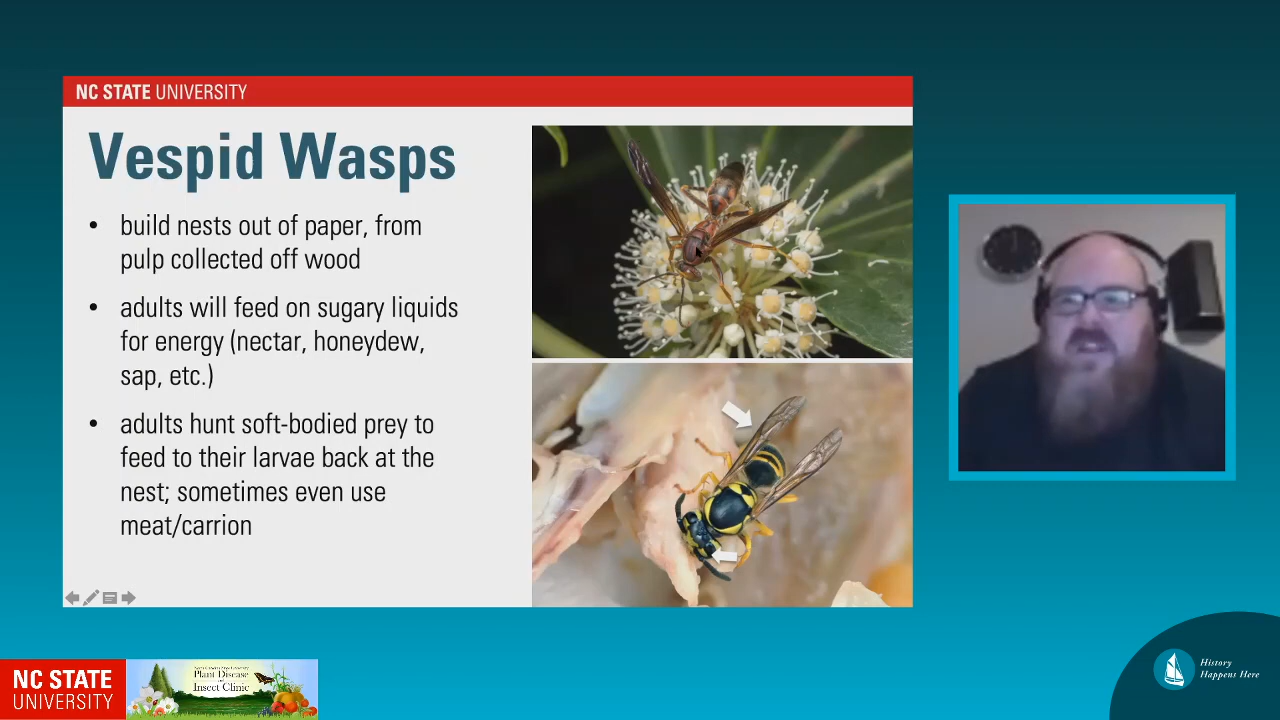 NC STATE UNIVERSITY
Vespid Wasps
• build nests out of paper, from
pulp collected off wood
• adults will feed on sugary liquids
for energy (nectar, honeydew,
sap, etc.)
• adults hunt soft-bodied prey to
feed to their larvae back at the
nest; sometimes even use
meat/carrion
NC STATE
UNIVERSITY
Plant Disease
and
Insect Clinic
History
Happens Here